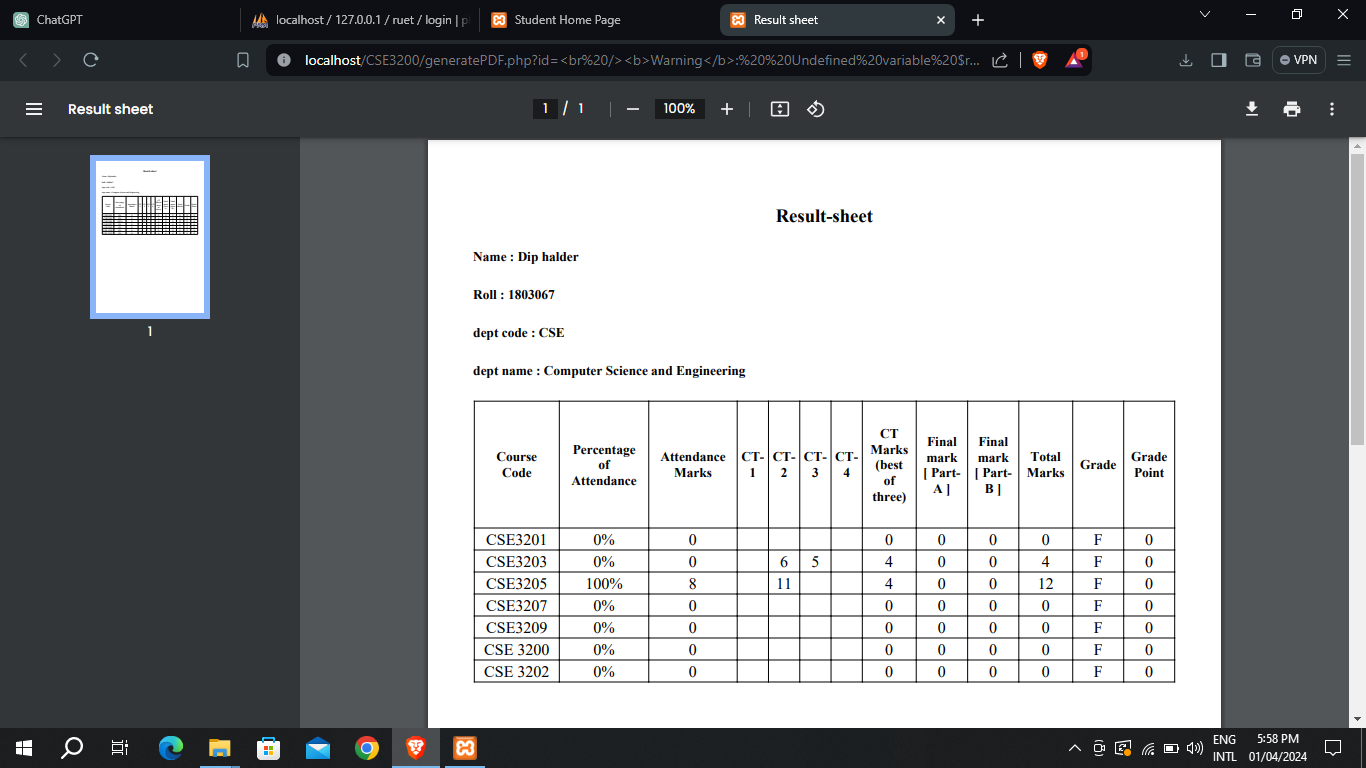 ChatGPT
localhost / 127.0.0.1 / ruet / login | p
Student Home Page
Result sheet
localhost/CSE3200/generatePDF.php?id=<br%20/><b>Warning</b>:%20%20Undefined%20variable%20$r...
1
VPN
Result sheet
1 / 1
100%
1
Result-sheet
Name : Dip halder
Roll : 1803067
dept code : CSE
dept name : Computer Science and Engineering
Course Code | Percentage of Attendance | Attendance Marks | CT-1 | CT-2 | CT-3 | CT-4 | CT Marks (best of three) | Final mark [ Part-A ] | Final mark [ Part-B ] | Total Marks | Grade | Grade Point
CSE3201 0% 0 0 0 0 0 F 0
CSE3203 0% 0 6 5 4 0 0 4 F 0
CSE3205 100% 8 11 4 0 0 12 F 0
CSE3207 0% 0 0 0 0 0 F 0
CSE3209 0% 0 0 0 0 0 F 0
CSE 3200 0% 0 0 0 0 0 F 0
CSE 3202 0% 0 0 0 0 0 F 0
ENG
INTL
5:58 PM
01/04/2024